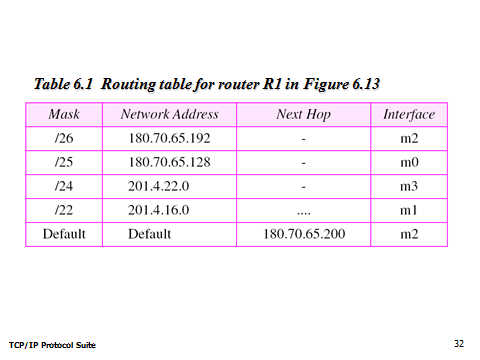 Table 6.1 Routing table for router R1 in Figure 6.13
Mask Network Address Next Hop Interface
/26 180.70.65.192 - m2
/25 180.70.65.128 - m0
/24 201.4.22.0 - m3
/22 201.4.16.0 .... m1
Default Default 180.70.65.200 m2
TCP/IP Protocol Suite 32